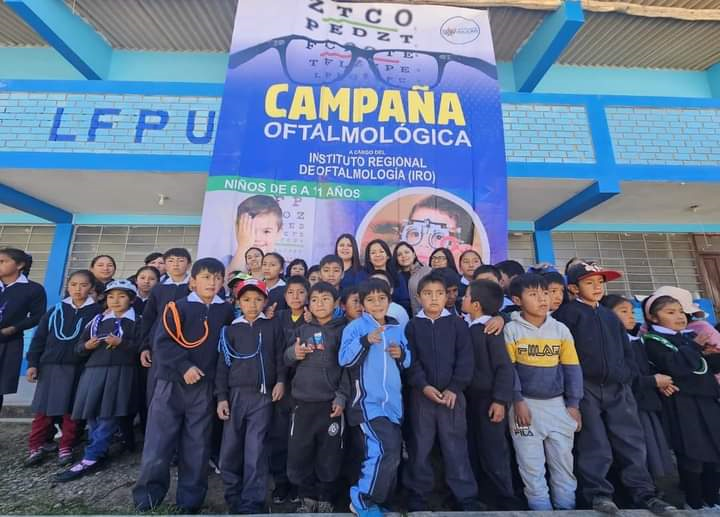 ZTCO
PEDZT
CAMPAÑA
OFTALMOLÓGICA
A CARGO DEL
INSTITUTO REGIONAL
DE OFTALMOLOGÍA (IRO)
NIÑOS DE 6 A 11 AÑOS
LFPU
FILA